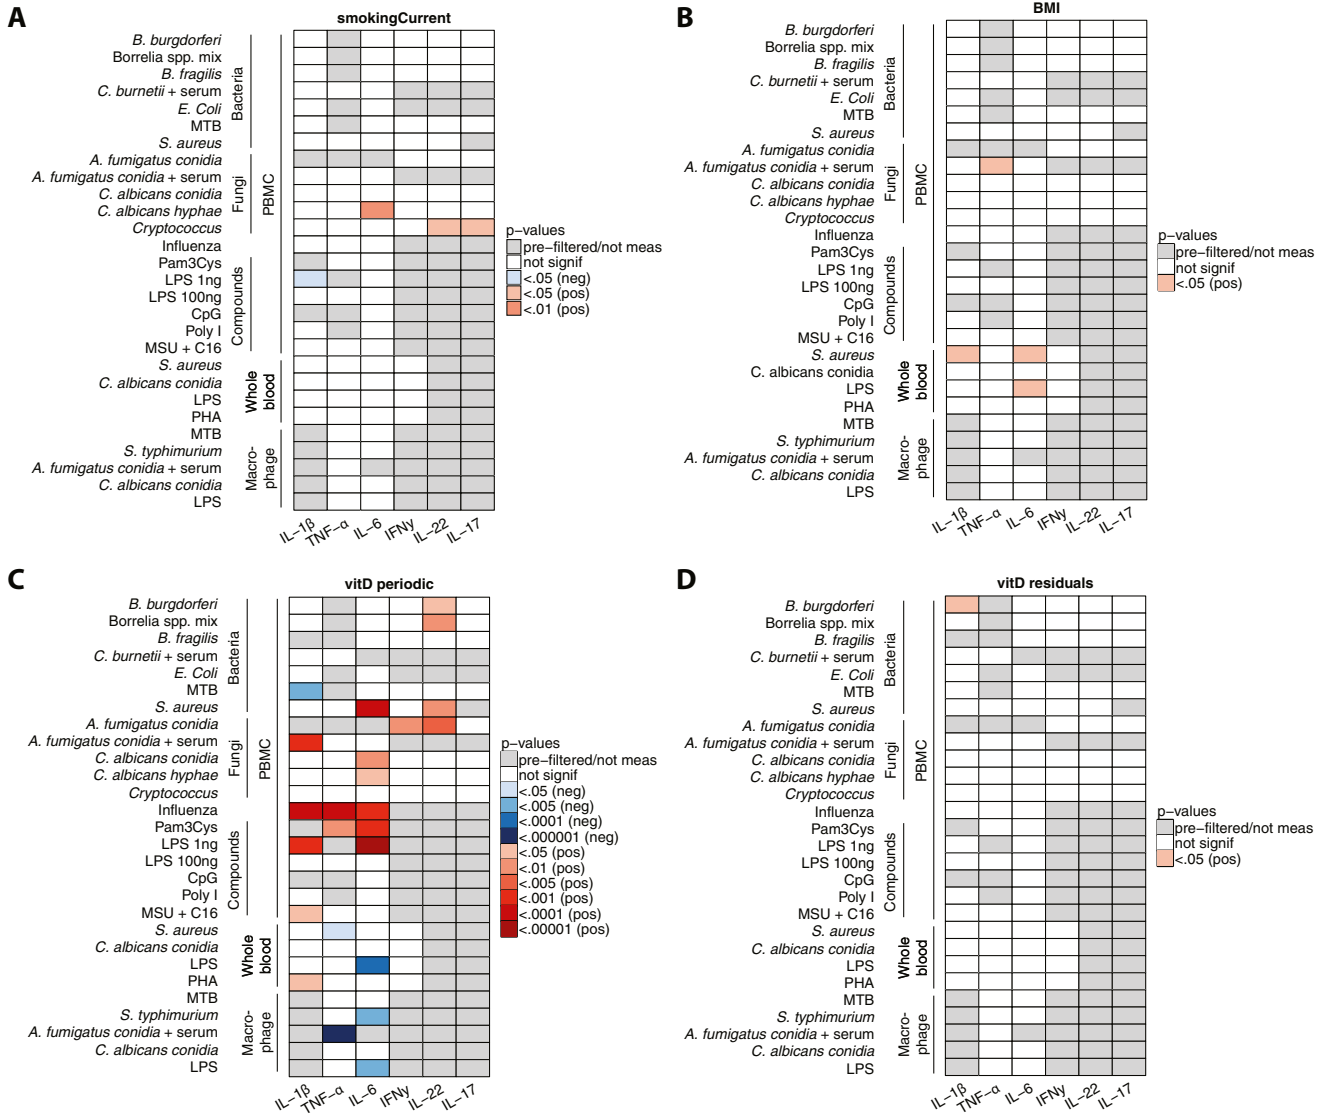 A
smokingCurrent
B. burgdorferi
Borrelia spp. mix
B. fragilis
C. burnetii + serum
E. Coli
MTB
S. aureus
A. fumigatus conidia
A. fumigatus conidia + serum
C. albicans conidia
C. albicans hyphae
Cryptococcus
Influenza
Pam3Cys
LPS 1ng
LPS 100ng
CpG
Poly I
MSU + C16
S. aureus
C. albicans conidia
LPS
PHA
MTB
S. typhimurium
A. fumigatus conidia + serum
C. albicans conidia
LPS
Bacteria
Fungi
Compounds
PBMC
Whole
blood
Macro-
phage
IL−1β
TNF−α
IL−6
IFNy
IL−22
IL−17
p−values
pre−filtered/not meas
not signif
<.05 (neg)
<.05 (pos)
<.01 (pos)
B
BMI
B. burgdorferi
Borrelia spp. mix
B. fragilis
C. burnetii + serum
E. Coli
MTB
S. aureus
A. fumigatus conidia
A. fumigatus conidia + serum
C. albicans conidia
C. albicans hyphae
Cryptococcus
Influenza
Pam3Cys
LPS 1ng
LPS 100ng
CpG
Poly I
MSU + C16
S. aureus
C. albicans conidia
LPS
PHA
MTB
S. typhimurium
A. fumigatus conidia + serum
C. albicans conidia
LPS
Bacteria
Fungi
Compounds
PBMC
Whole
blood
Macro-
phage
IL−1β
TNF−α
IL−6
IFNy
IL−22
IL−17
p−values
pre−filtered/not meas
not signif
<.05 (pos)
C
vitD periodic
B. burgdorferi
Borrelia spp. mix
B. fragilis
C. burnetii + serum
E. Coli
MTB
S. aureus
A. fumigatus conidia
A. fumigatus conidia + serum
C. albicans conidia
C. albicans hyphae
Cryptococcus
Influenza
Pam3Cys
LPS 1ng
LPS 100ng
CpG
Poly I
MSU + C16
S. aureus
C. albicans conidia
LPS
PHA
MTB
S. typhimurium
A. fumigatus conidia + serum
C. albicans conidia
LPS
Bacteria
Fungi
Compounds
PBMC
Whole
blood
Macro-
phage
IL−1β
TNF−α
IL−6
IFNy
IL−22
IL−17
p−values
pre−filtered/not meas
not signif
<.05 (neg)
<.005 (neg)
<.0001 (neg)
<.000001 (neg)
<.05 (pos)
<.01 (pos)
<.005 (pos)
<.001 (pos)
<.0001 (pos)
<.00001 (pos)
D
vitD residuals
B. burgdorferi
Borrelia spp. mix
B. fragilis
C. burnetii + serum
E. Coli
MTB
S. aureus
A. fumigatus conidia
A. fumigatus conidia + serum
C. albicans conidia
C. albicans hyphae
Cryptococcus
Influenza
Pam3Cys
LPS 1ng
LPS 100ng
CpG
Poly I
MSU + C16
S. aureus
C. albicans conidia
LPS
PHA
MTB
S. typhimurium
A. fumigatus conidia + serum
C. albicans conidia
LPS
Bacteria
Fungi
Compounds
PBMC
Whole
blood
Macro-
phage
IL−1β
TNF−α
IL−6
IFNy
IL−22
IL−17
p−values
pre−filtered/not meas
not signif
<.05 (pos)